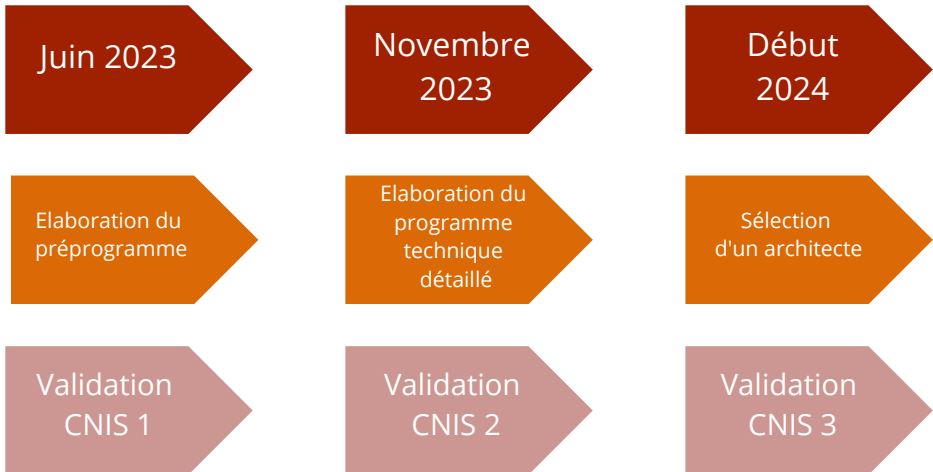 Juin 2023
Novembre
2023
Début
2024
Elaboration du
préprogramme
Elaboration du
programme
technique
détaillé
Sélection
d'un architecte
Validation
CNIS 1
Validation
CNIS 2
Validation
CNIS 3